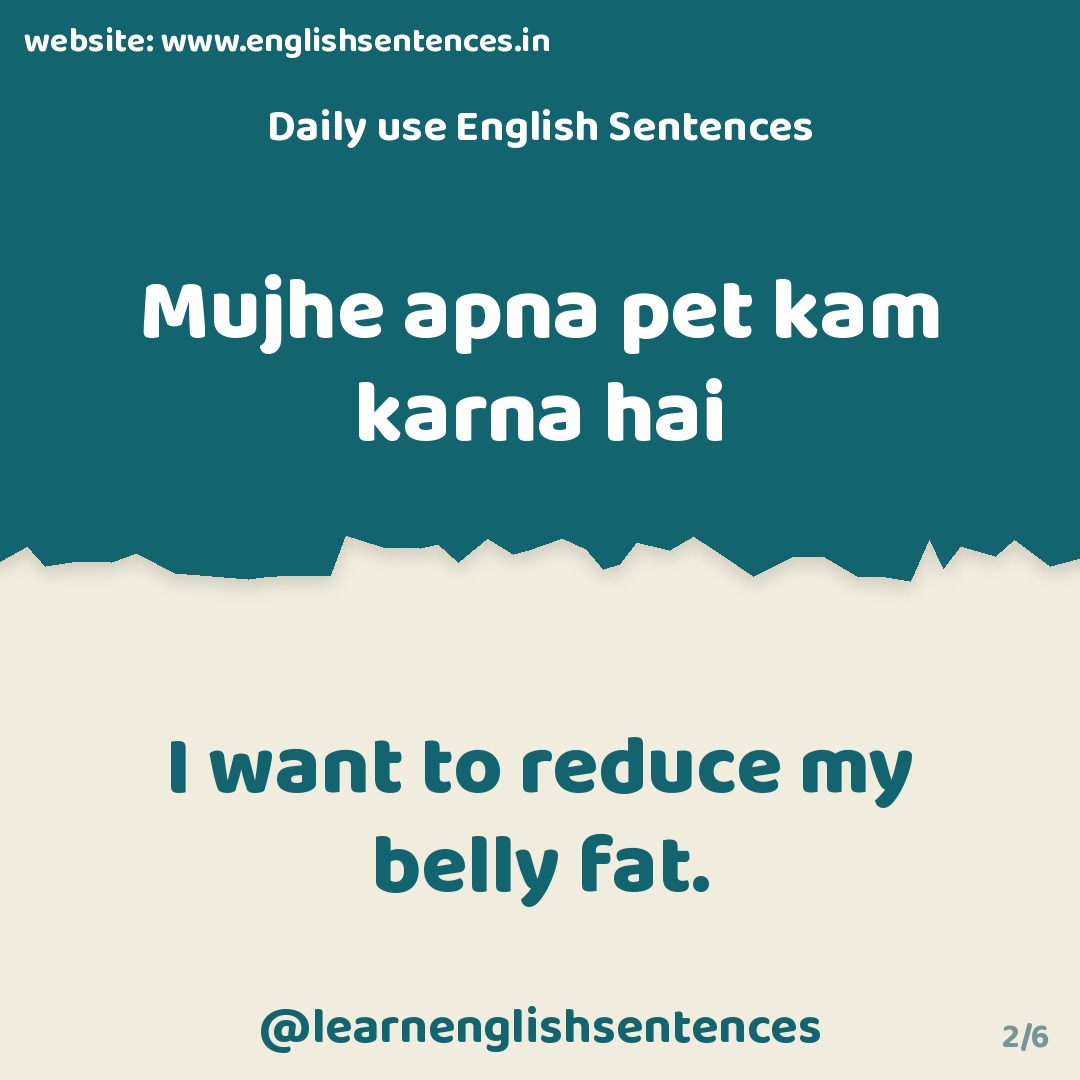 website: www.englishsentences.in
Daily use English Sentences
Mujhe apna pet kam
karna hai
I want to reduce my
belly fat.
@learnenglishsentences
2/6